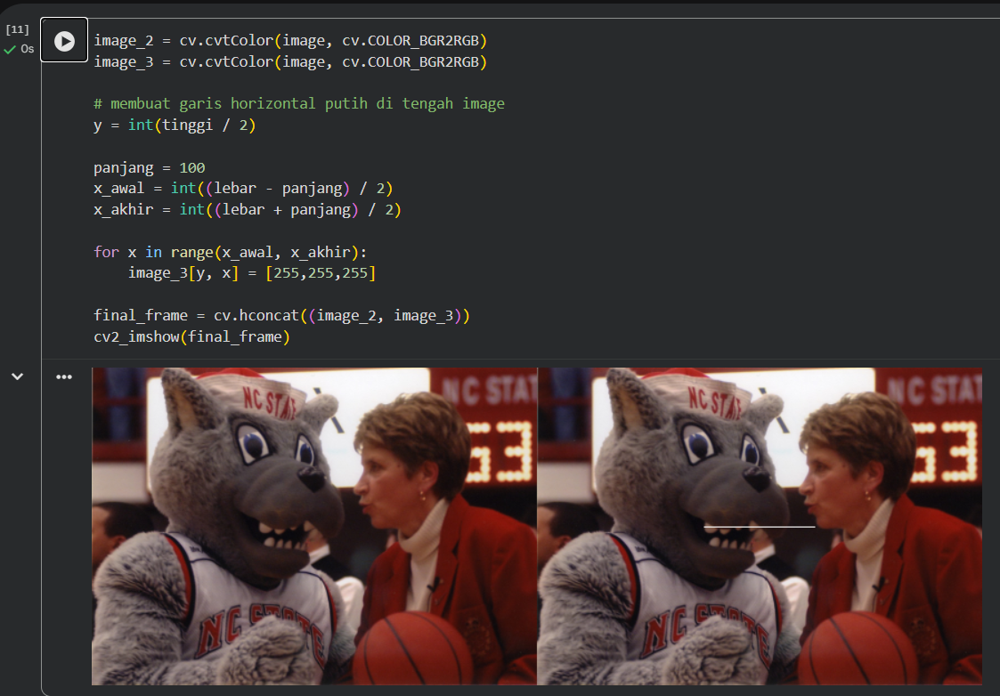 [11]
0s
image_2 = cv.cvtColor(image, cv.COLOR_BGR2RGB)
image_3 = cv.cvtColor(image, cv.COLOR_BGR2RGB)
# membuat garis horizontal putih di tengah image
y = int(tinggi / 2)
panjang = 100
x_awal = int((lebar - panjang) / 2)
x_akhir = int((lebar + panjang) / 2)
for x in range(x_awal, x_akhir):
    image_3[y, x] = [255,255,255]
final_frame = cv.hconcat((image_2, image_3))
cv2_imshow(final_frame)
NC STATE NC STAT NC STATE NC STAT
53 53
NC STATE NC STATE